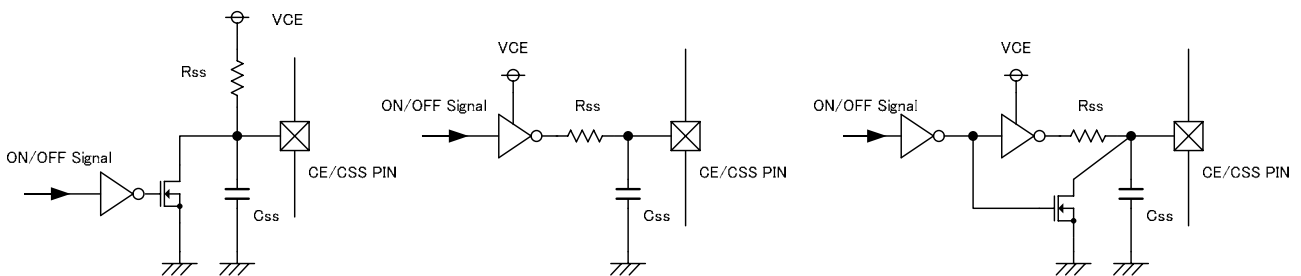 VCE
Rss
ON/OFF Signal
CE/CSS PIN
Css
VCE
ON/OFF Signal
Rss
CE/CSS PIN
Css
VCE
ON/OFF Signal
Rss
CE/CSS PIN
Css